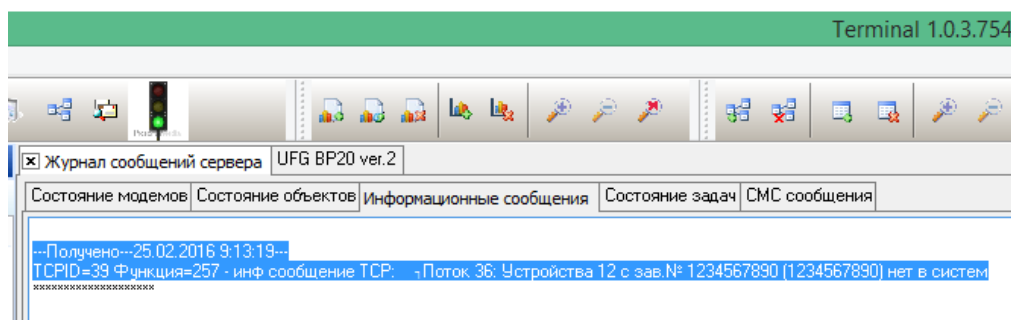 Terminal 1.0.3.754
Журнал сообщений сервера UFG BP20 ver.2
Состояние модемов Состояние объектов Информационные сообщения Состояние задач СМС сообщения
---Получено---25.02.2016 9:13:19---
TCPID=39 Функция=257 - инф сообщение TCP: ┐Поток 36: Устройства 12 с зав.№ 1234567890 (1234567890) нет в систем
********************